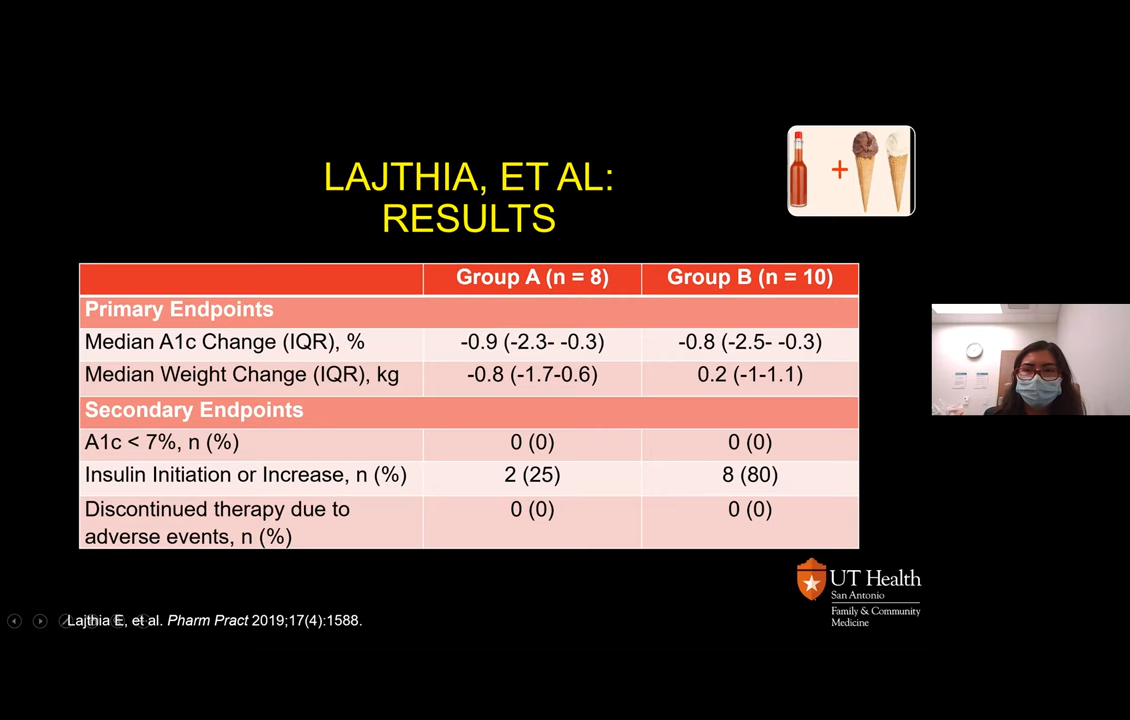 LAJTHIA, ET AL:
RESULTS
Group A (n = 8) Group B (n = 10)
Primary Endpoints
Median A1c Change (IQR), % -0.9 (-2.3- -0.3) -0.8 (-2.5- -0.3)
Median Weight Change (IQR), kg -0.8 (-1.7-0.6) 0.2 (-1-1.1)
Secondary Endpoints
A1c < 7%, n (%) 0 (0) 0 (0)
Insulin Initiation or Increase, n (%) 2 (25) 8 (80)
Discontinued therapy due to
adverse events, n (%) 0 (0) 0 (0)
UT Health
San Antonio
Family & Community
Medicine
Lajthia E, et al. Pharm Pract 2019;17(4):1588.